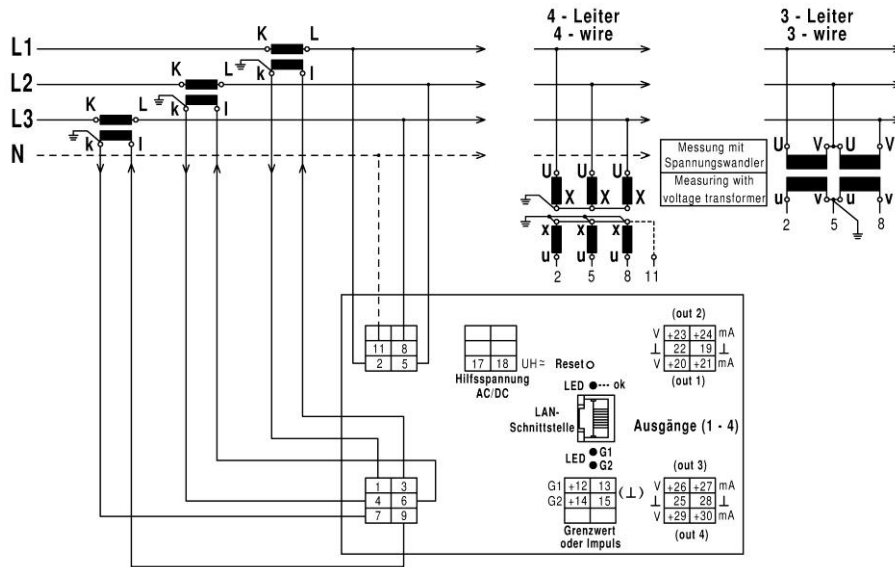 4 - Leiter
4 - wire
3 - Leiter
3 - wire
K L
L1
k l
K L
L2
k l
K L
L3
k l
N
U U U
X X X
x x x
u u u
2 5 8 11
Messung mit
Spannungswandler
Measuring with
voltage transformer
U V U V
u v u v
2 5 8
11 8
2 5
17 18 UH ≃
Hilfsspannung
AC/DC
Reset
LED --- ok
LAN-
Schnittstelle
LED G1
G2
Ausgänge (1 - 4)
(out 2)
V +23 +24 mA
⊥ 22 19 ⊥
V +20 +21 mA
(out 1)
1 3
4 6
7 9
G1 +12 13 (⊥)
G2 +14 15
Grenzwert
oder Impuls
(out 3)
V +26 +27 mA
⊥ 25 28 ⊥
V +29 +30 mA
(out 4)